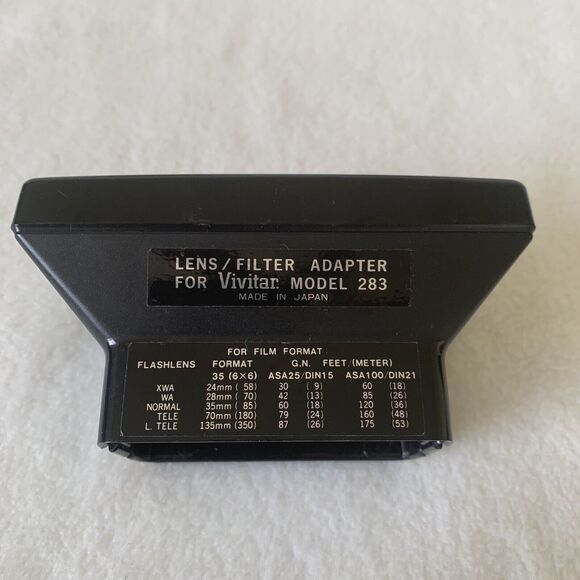 LENS/FILTER ADAPTER
FOR Vivitar. MODEL 283
MADE IN JAPAN
FOR FILM FORMAT
FLASHLENS FORMAT G.N. FEET (METER)
35 (6×6) ASA25/DIN15 ASA100/DIN21
XWA 24mm ( 58) 30 ( 9) 60 (18)
WA 28mm ( 70) 42 (13) 85 (26)
NORMAL 35mm ( 85) 60 (18) 120 (36)
TELE 70mm (180) 79 (24) 160 (48)
L. TELE 135mm (350) 87 (26) 175 (53)